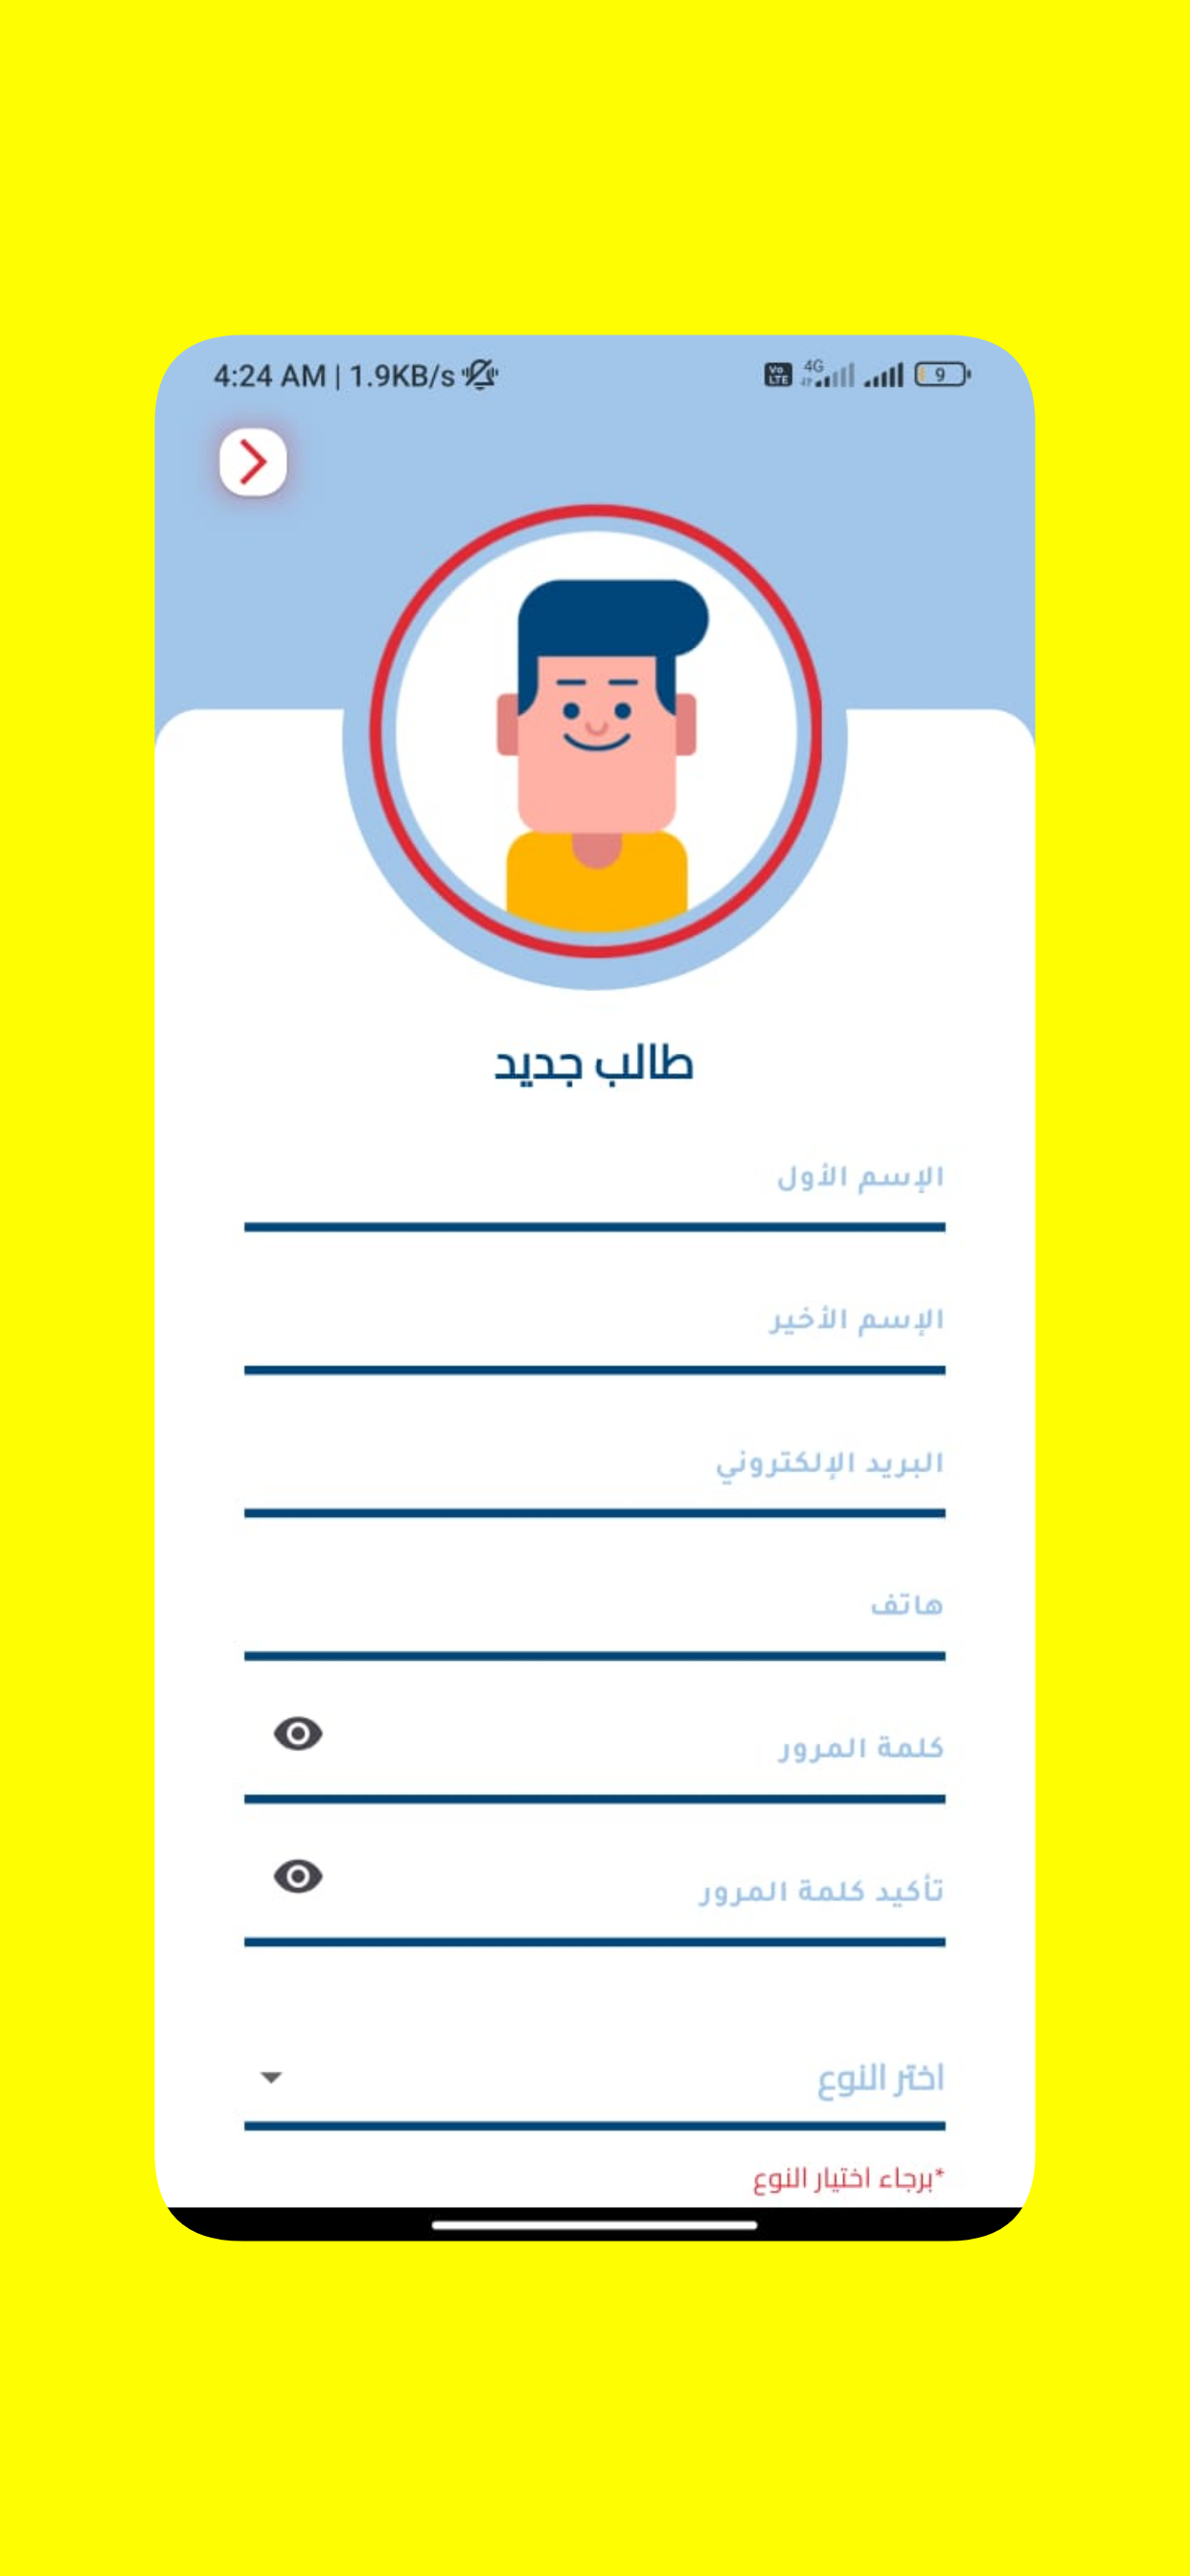 4:24 AM | 1.9KB/s
Vo LTE 4G 9
طالب جديد
الإسم الأول
الإسم الأخير
البريد الإلكتروني
هاتف
كلمة المرور
تأكيد كلمة المرور
اختر النوع
*برجاء اختيار النوع